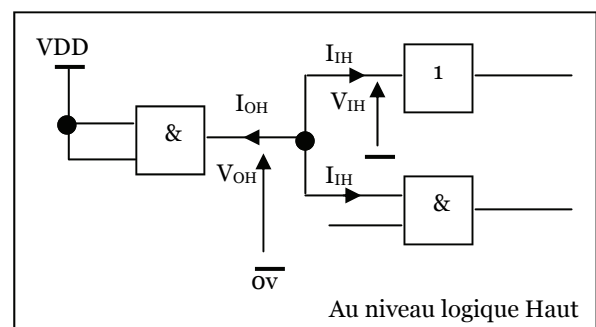 VDD
&
I_OH
V_OH
0v
I_IH
V_IH
1
I_IH
&
Au niveau logique Haut